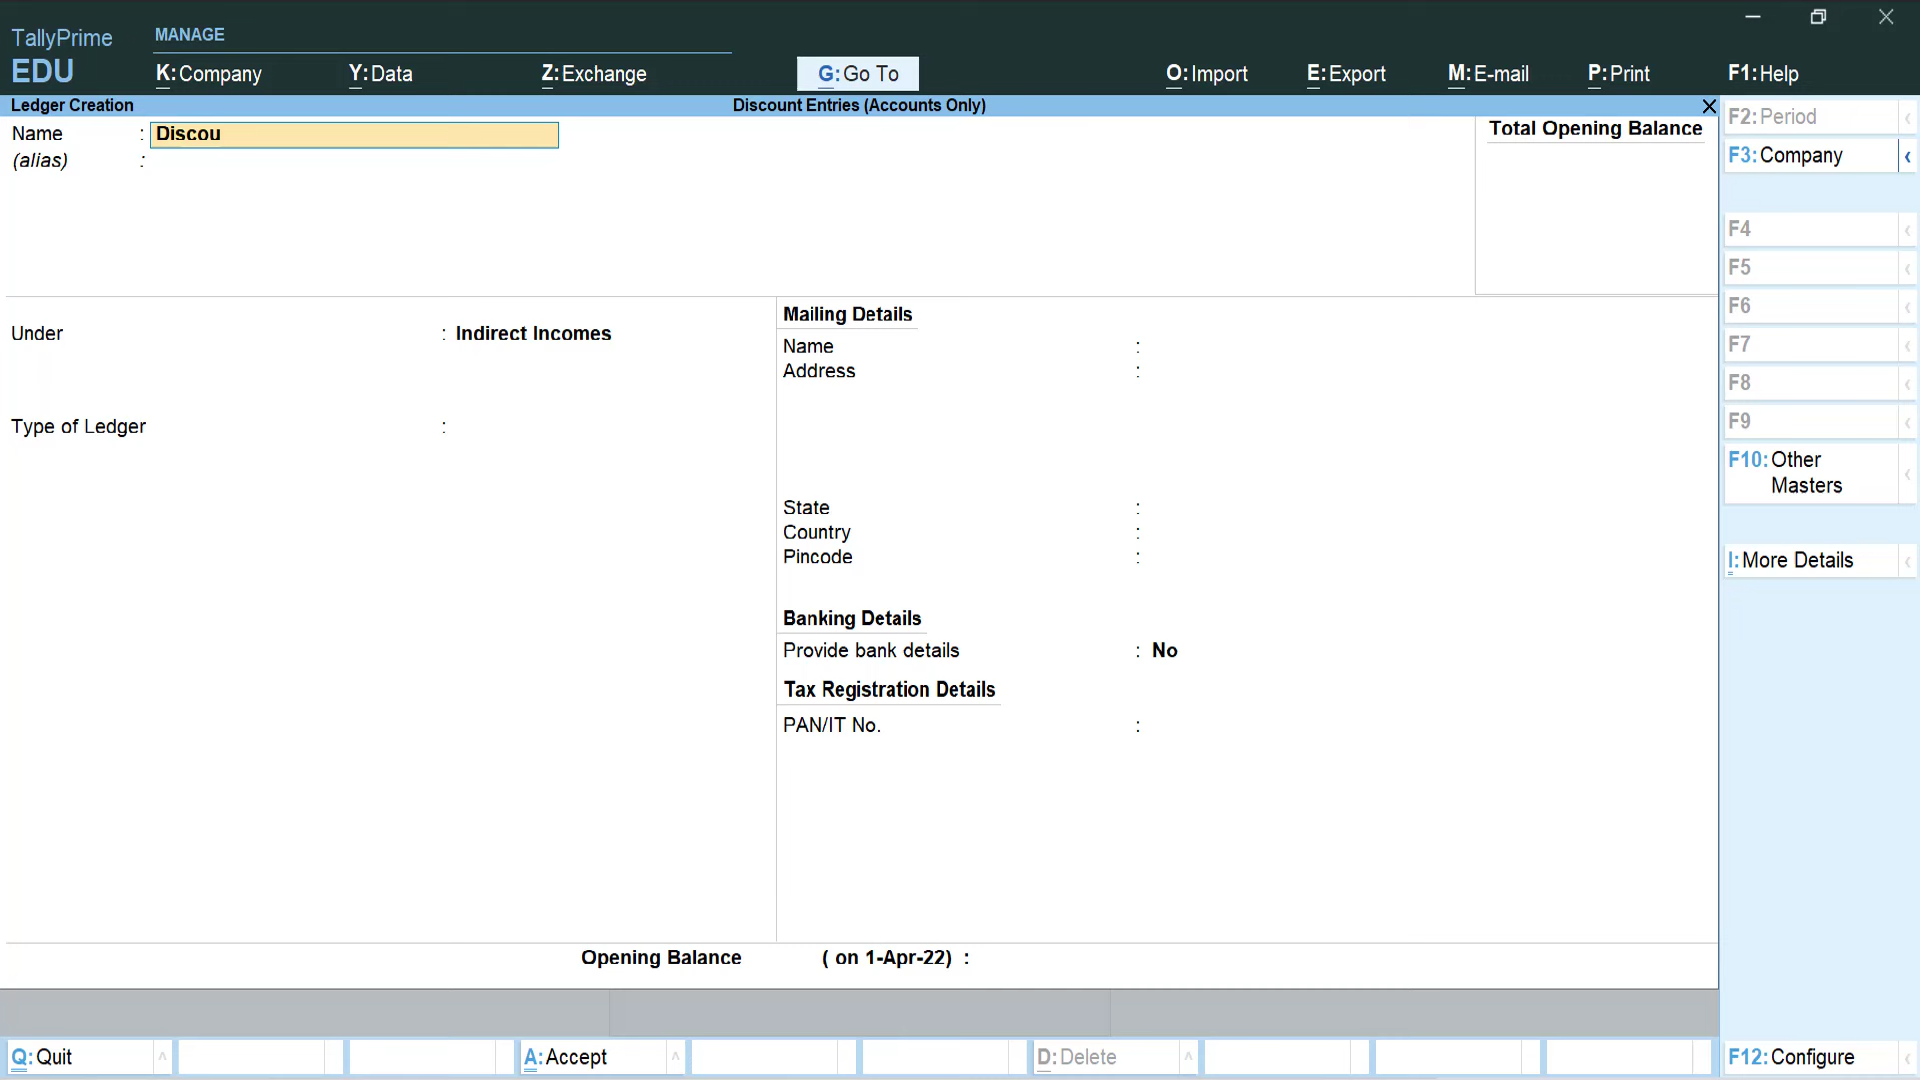 TallyPrime
EDU
MANAGE
K:Company
Y:Data
Z:Exchange
G:Go To
O:Import
E:Export
M:E-mail
P:Print
F1:Help
Ledger Creation
Discount Entries (Accounts Only)
Name : Discou
(alias) :
Total Opening Balance
Under : Indirect Incomes
Type of Ledger :
Mailing Details
Name :
Address :
State :
Country :
Pincode :
Banking Details
Provide bank details : No
Tax Registration Details
PAN/IT No. :
Opening Balance ( on 1-Apr-22) :
F2:Period
F3:Company
F4
F5
F6
F7
F8
F9
F10:Other
Masters
I:More Details
Q:Quit
A:Accept
D:Delete
F12:Configure